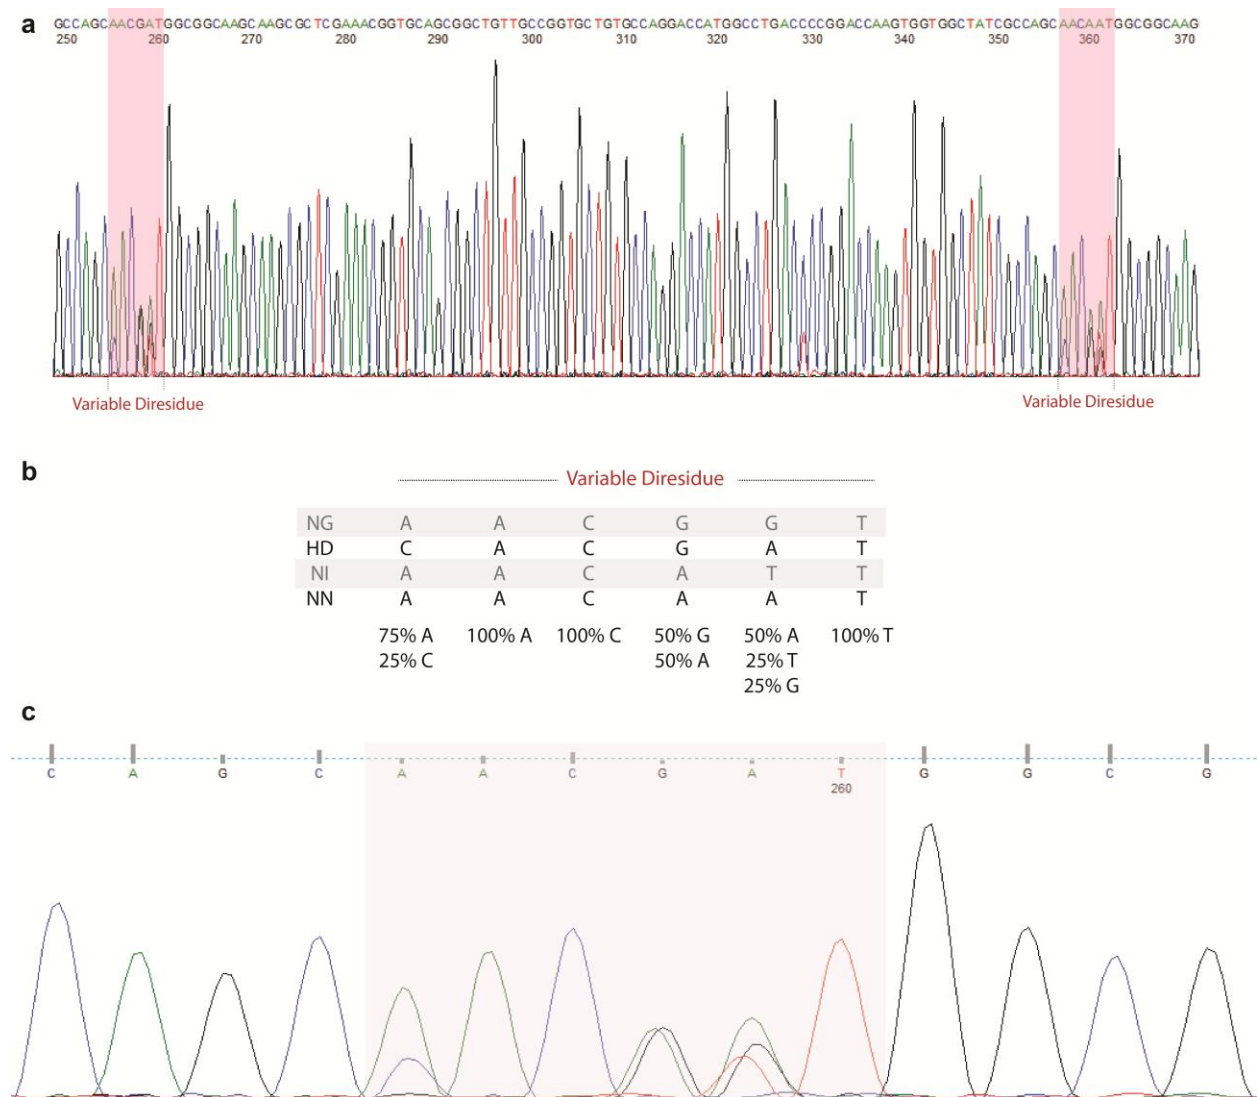 a
GCCAGCAACGATGGCGGCAAGCAAGCGCTCGAAACGGTGCAGCGGCTGTTGCCGGTGCTGTGCCAGGACCATGGCCTGACCCCGGACCAAGTGGTGGCTATCGCCAGCAACAATGGCGGCAAG
250 260 270 280 290 300 310 320 330 340 350 360 370
Variable Diresidue Variable Diresidue
b
Variable Diresidue
NG A A C G G T
HD C A C G A T
NI A A C A T T
NN A A C A A T
75% A 100% A 100% C 50% G 50% A 100% T
25% C 50% A 25% T
25% G
c
C A G C A A C G A T G G C G
260